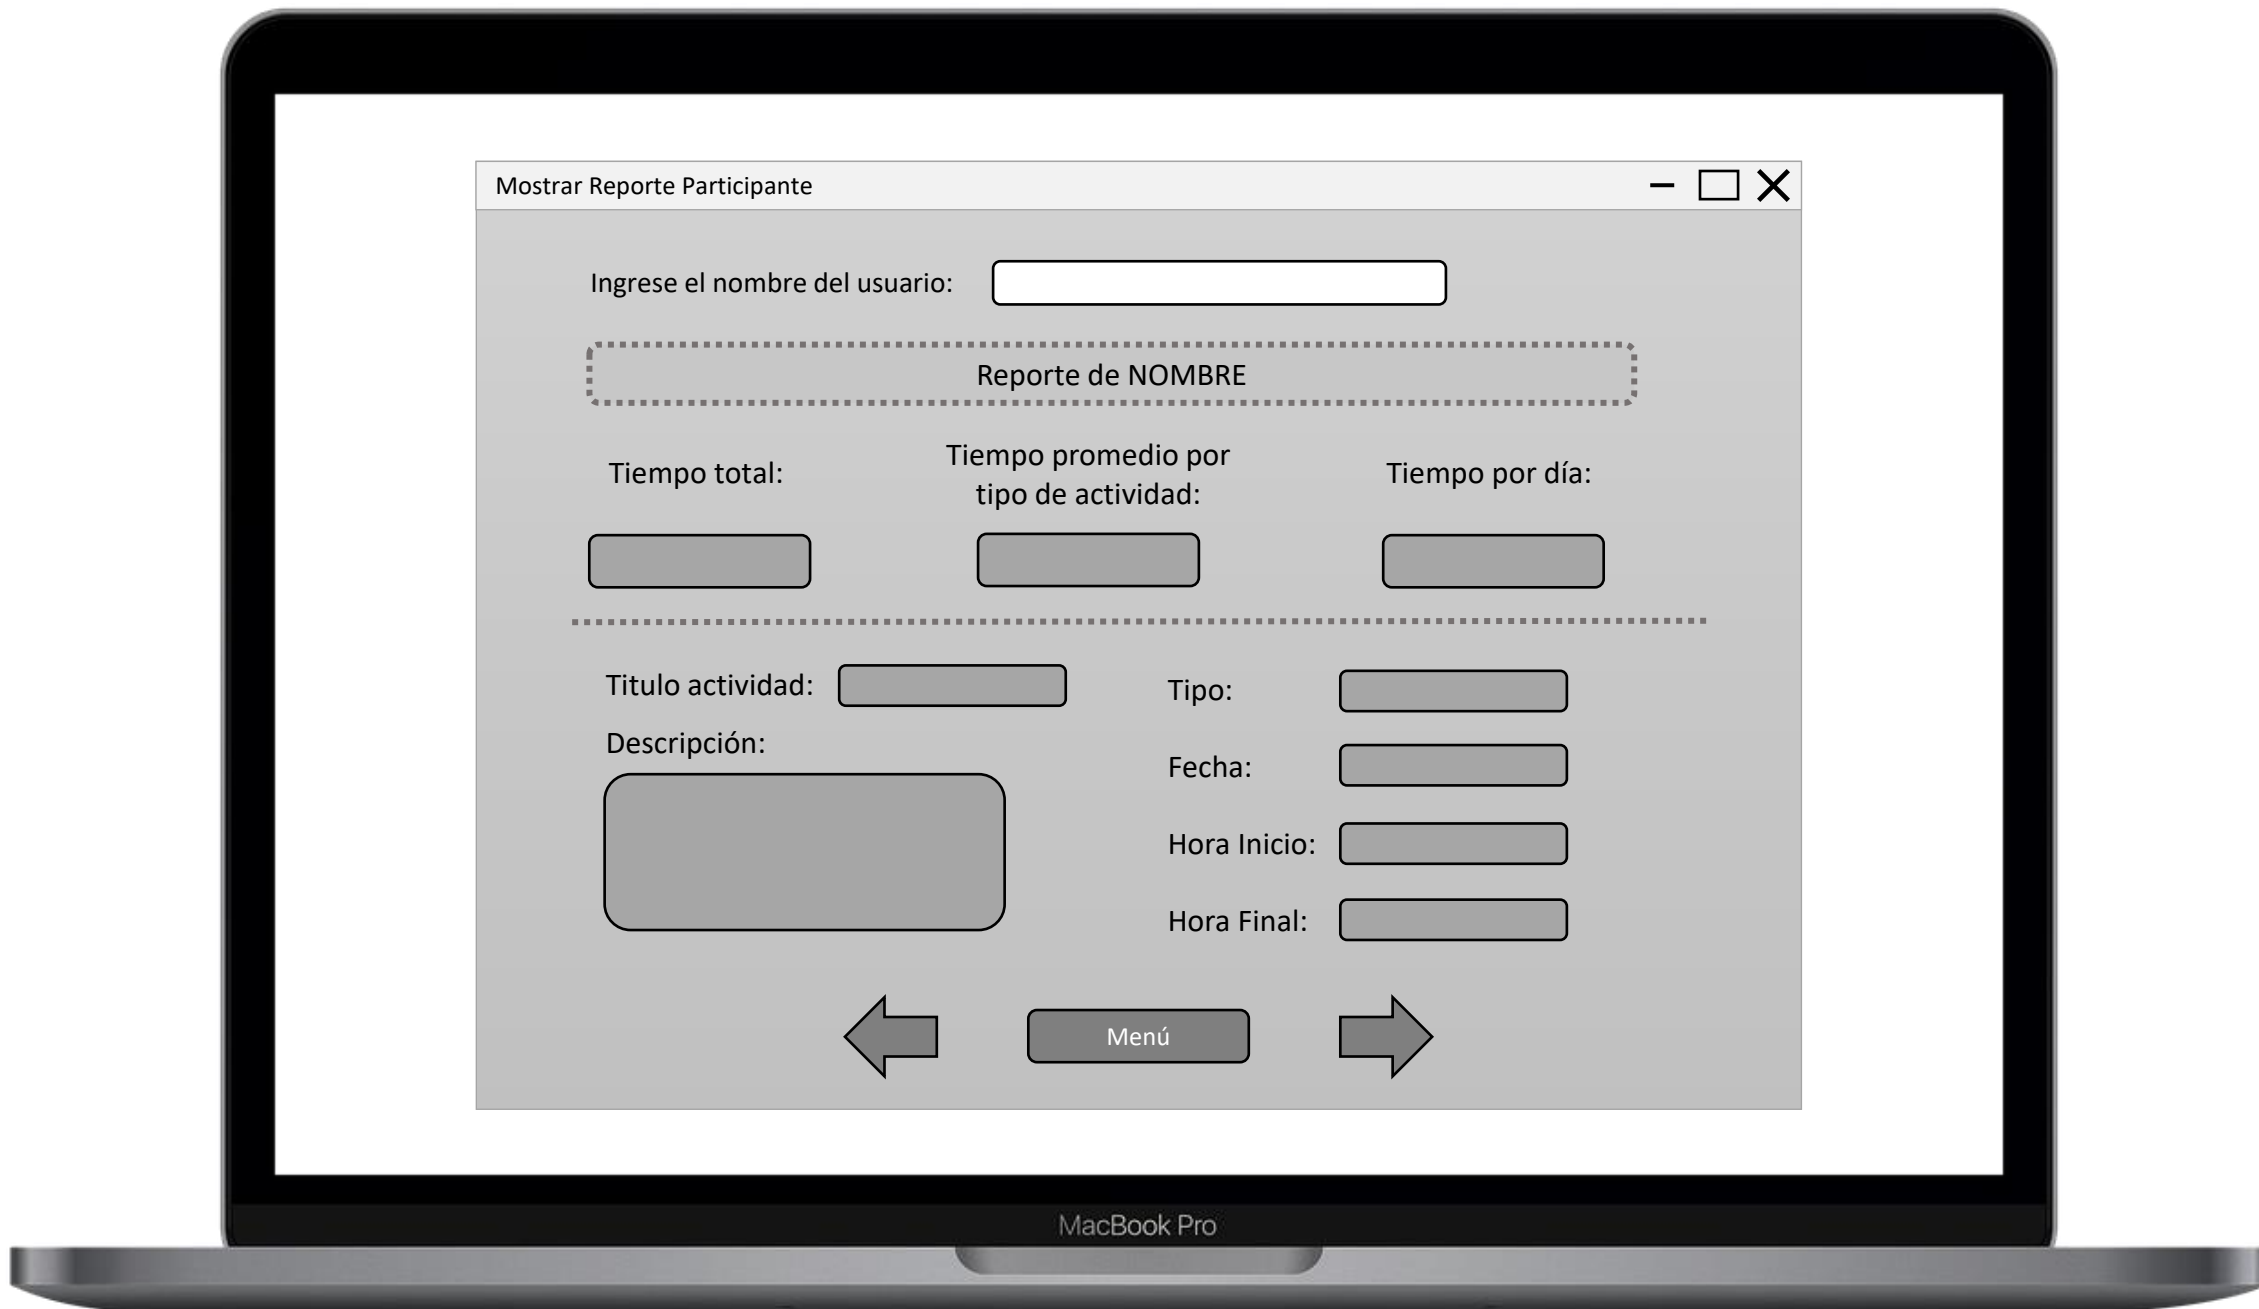 Mostrar Reporte Participante
Ingrese el nombre del usuario:
Reporte de NOMBRE
Tiempo total:
Tiempo promedio por
tipo de actividad:
Tiempo por día:
Titulo actividad:
Tipo:
Descripción:
Fecha:
Hora Inicio:
Hora Final:
Menú
MacBook Pro